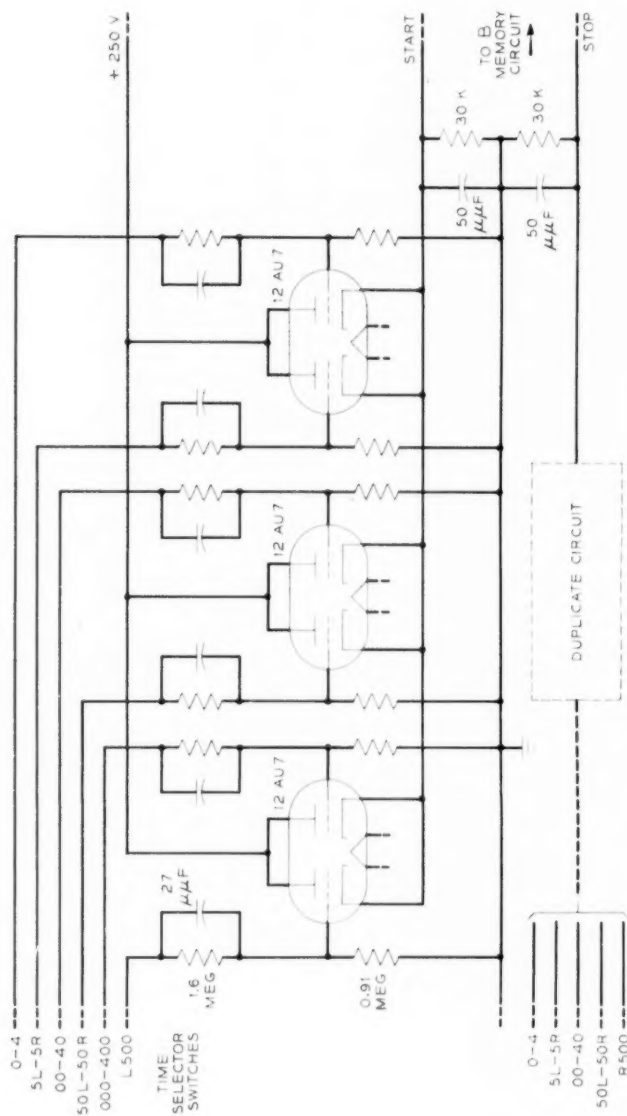 0-4
5L-5R
00-40
50L-50R
000-400
L500
TIME
SELECTOR
SWITCHES
+ 250 V
1.6
MEG
27
μμF
0.91
MEG
12 AU7
12 AU7
12 AU7
START
TO B
MEMORY
CIRCUIT
STOP
50
μμF
30 K
50
μμF
30 K
DUPLICATE CIRCUIT
0-4
5L-5R
00-40
50L-50R
R500